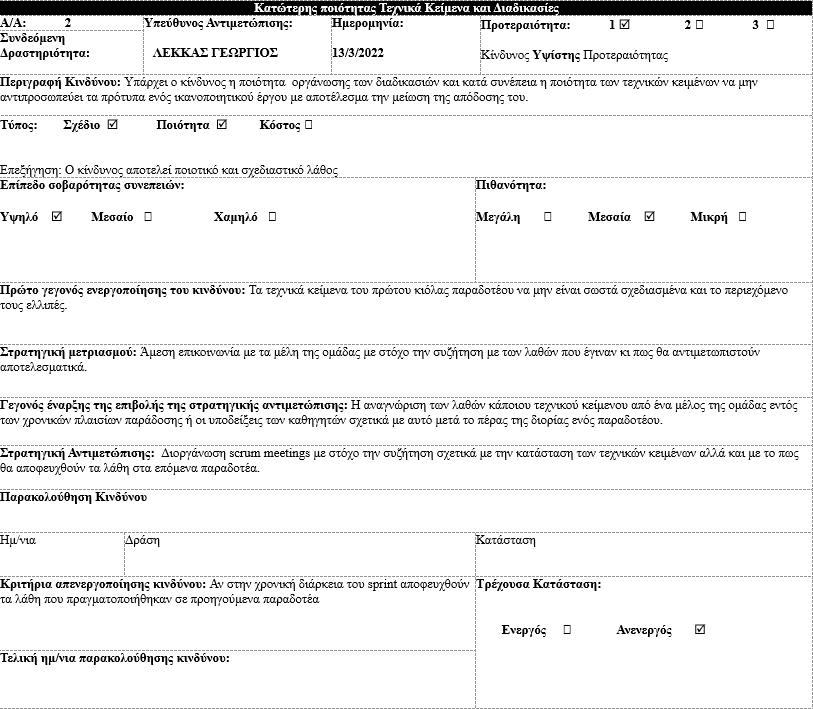 Κατώτερης ποιότητας Τεχνικά Κείμενα και Διαδικασίες
Α/Α: 2 Υπεύθυνος Αντιμετώπισης: Ημερομηνία: Προτεραιότητα: 1 ☑ 2 ☐ 3 ☐
Συνδεόμενη
Δραστηριότητα: ΛΕΚΚΑΣ ΓΕΩΡΓΙΟΣ 13/3/2022 Κίνδυνος Υψίστης Προτεραιότητας
Περιγραφή Κινδύνου: Υπάρχει ο κίνδυνος η ποιότητα οργάνωσης των διαδικασιών και κατά συνέπεια η ποιότητα των τεχνικών κειμένων να μην
αντιπροσωπεύει τα πρότυπα ενός ικανοποιητικού έργου με αποτέλεσμα την μείωση της απόδοσης του.
Τύπος: Σχέδιο ☑ Ποιότητα ☑ Κόστος ☐
Επεξήγηση: Ο κίνδυνος αποτελεί ποιοτικό και σχεδιαστικό λάθος
Επίπεδο σοβαρότητας συνεπειών: Πιθανότητα:
Υψηλό ☑ Μεσαίο ☐ Χαμηλό ☐ Μεγάλη ☐ Μεσαία ☑ Μικρή ☐
Πρώτο γεγονός ενεργοποίησης του κινδύνου: Τα τεχνικά κείμενα του πρώτου κιόλας παραδοτέου να μην είναι σωστά σχεδιασμένα και το περιεχόμενο
τους ελλιπές.
Στρατηγική μετριασμού: Άμεση επικοινωνία με τα μέλη της ομάδας με στόχο την συζήτηση με των λαθών που έγιναν κι πως θα αντιμετωπιστούν
αποτελεσματικά.
Γεγονός έναρξης της επιβολής της στρατηγικής αντιμετώπισης: Η αναγνώριση των λαθών κάποιου τεχνικού κείμενου από ένα μέλος της ομάδας εντός
των χρονικών πλαισίων παράδοσης ή οι υποδείξεις των καθηγητών σχετικά με αυτό μετά το πέρας της διορίας ενός παραδοτέου.
Στρατηγική Αντιμετώπισης: Διοργάνωση scrum meetings με στόχο την συζήτηση σχετικά με την κατάσταση των τεχνικών κειμένων αλλά και με το πως
θα αποφευχθούν τα λάθη στα επόμενα παραδοτέα.
Παρακολούθηση Κινδύνου
Ημ/νια Δράση Κατάσταση
Κριτήρια απενεργοποίησης κινδύνου: Αν στην χρονική διάρκεια του sprint αποφευχθούν
τα λάθη που πραγματοποιήθηκαν σε προηγούμενα παραδοτέα
Τρέχουσα Κατάσταση:
Ενεργός ☐ Ανενεργός ☑
Τελική ημ/νια παρακολούθησης κινδύνου: